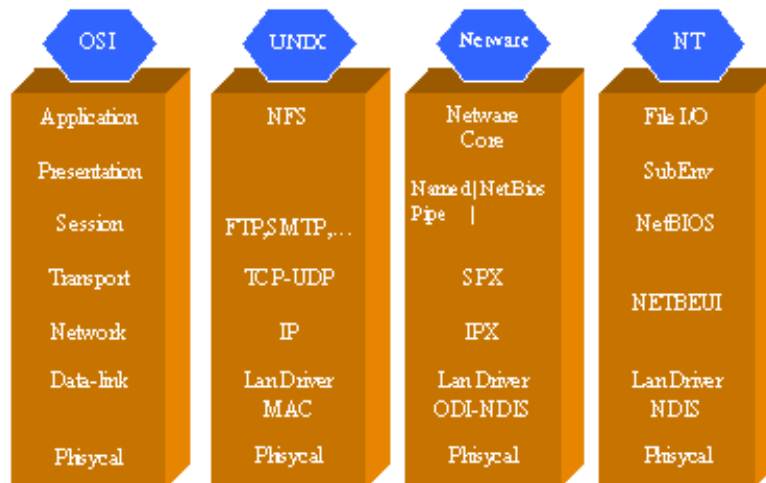 OSI
Application
Presentation
Session
Transport
Network
Data-link
Phisycal
UNIX
NFS
FTP,SMTP,...
TCP-UDP
IP
Lan Driver
MAC
Phisycal
Netware
Netware
Core
Named | NetBios
Pipe |
SPX
IPX
Lan Driver
ODI-NDIS
Phisycal
NT
File I/O
SubEnv
NetBIOS
NETBEUI
Lan Driver
NDIS
Phisycal